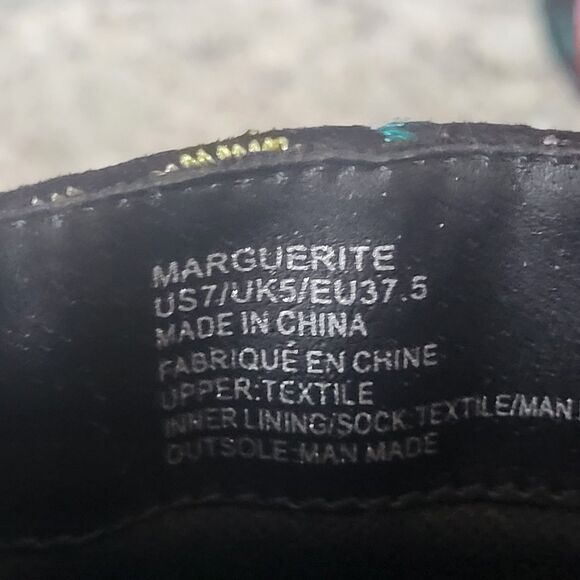 MARGUERITE
US7/UK5/EU37.5
MADE IN CHINA
FABRIQUÉ EN CHINE
UPPER:TEXTILE
INNER LINING/SOCK:TEXTILE/MAN
OUTSOLE:MAN MADE